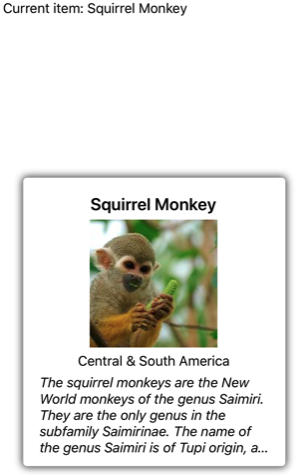 Current item: Squirrel Monkey
Squirrel Monkey
Central & South America
The squirrel monkeys are the New
World monkeys of the genus Saimiri.
They are the only genus in the
subfamily Saimirinae. The name of
the genus Saimiri is of Tupi origin, a...